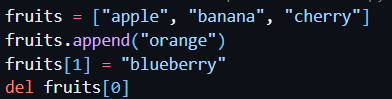 fruits = ["apple", "banana", "cherry"]
fruits.append("orange")
fruits[1] = "blueberry"
del fruits[0]